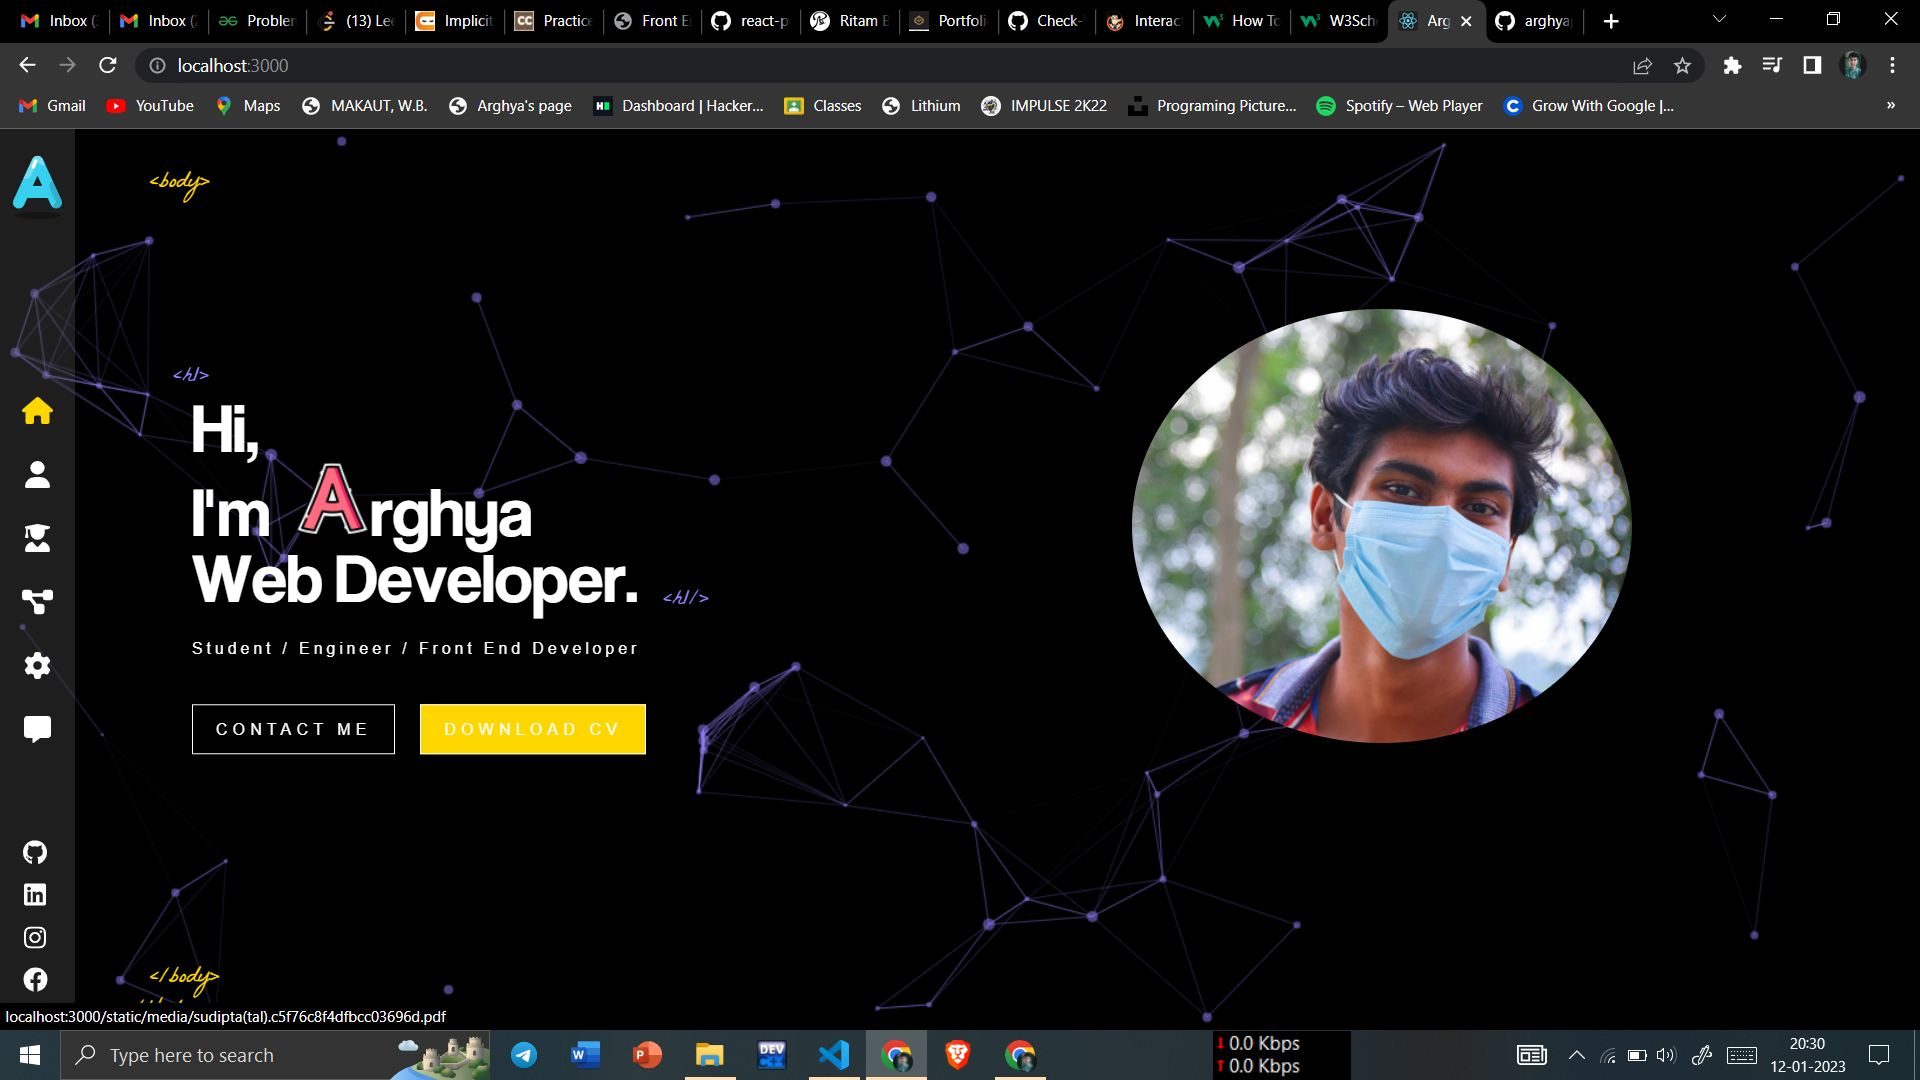 Inbox (
Inbox (
Problen
(13) Le
Implicit
CC
Practice
Front E
react-p
Ritam B
Portfoli
Check-
Interac
How To
W3Sch
Arg
arghya
localhost:3000
Gmail
YouTube
Maps
MAKAUT, W.B.
Arghya's page
Dashboard | Hacker...
Classes
Lithium
IMPULSE 2K22
Programing Picture...
Spotify – Web Player
Grow With Google |...
»
A
<body>
<h1>
Hi,
I'm Arghya
Web Developer.
<h1/>
Student / Engineer / Front End Developer
CONTACT ME
DOWNLOAD CV
</body>
localhost:3000/static/media/sudipta(tal).c5f76c8f4dfbcc03696d.pdf
Type here to search
DEV
C++
0.0 Kbps
0.0 Kbps
20:30
12-01-2023